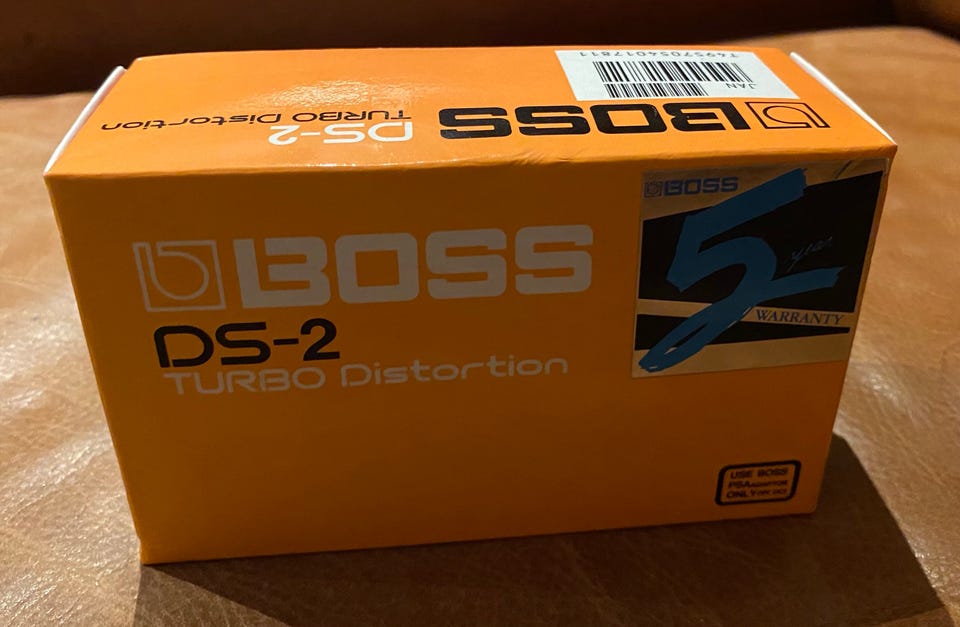 T4957054017811
JAN
BOSS
DS-2
TURBO Distortion
BOSS
DS-2
TURBO Distortion
BOSS
5
year
WARRANTY
USE BOSS
PSA ADAPTOR
ONLY